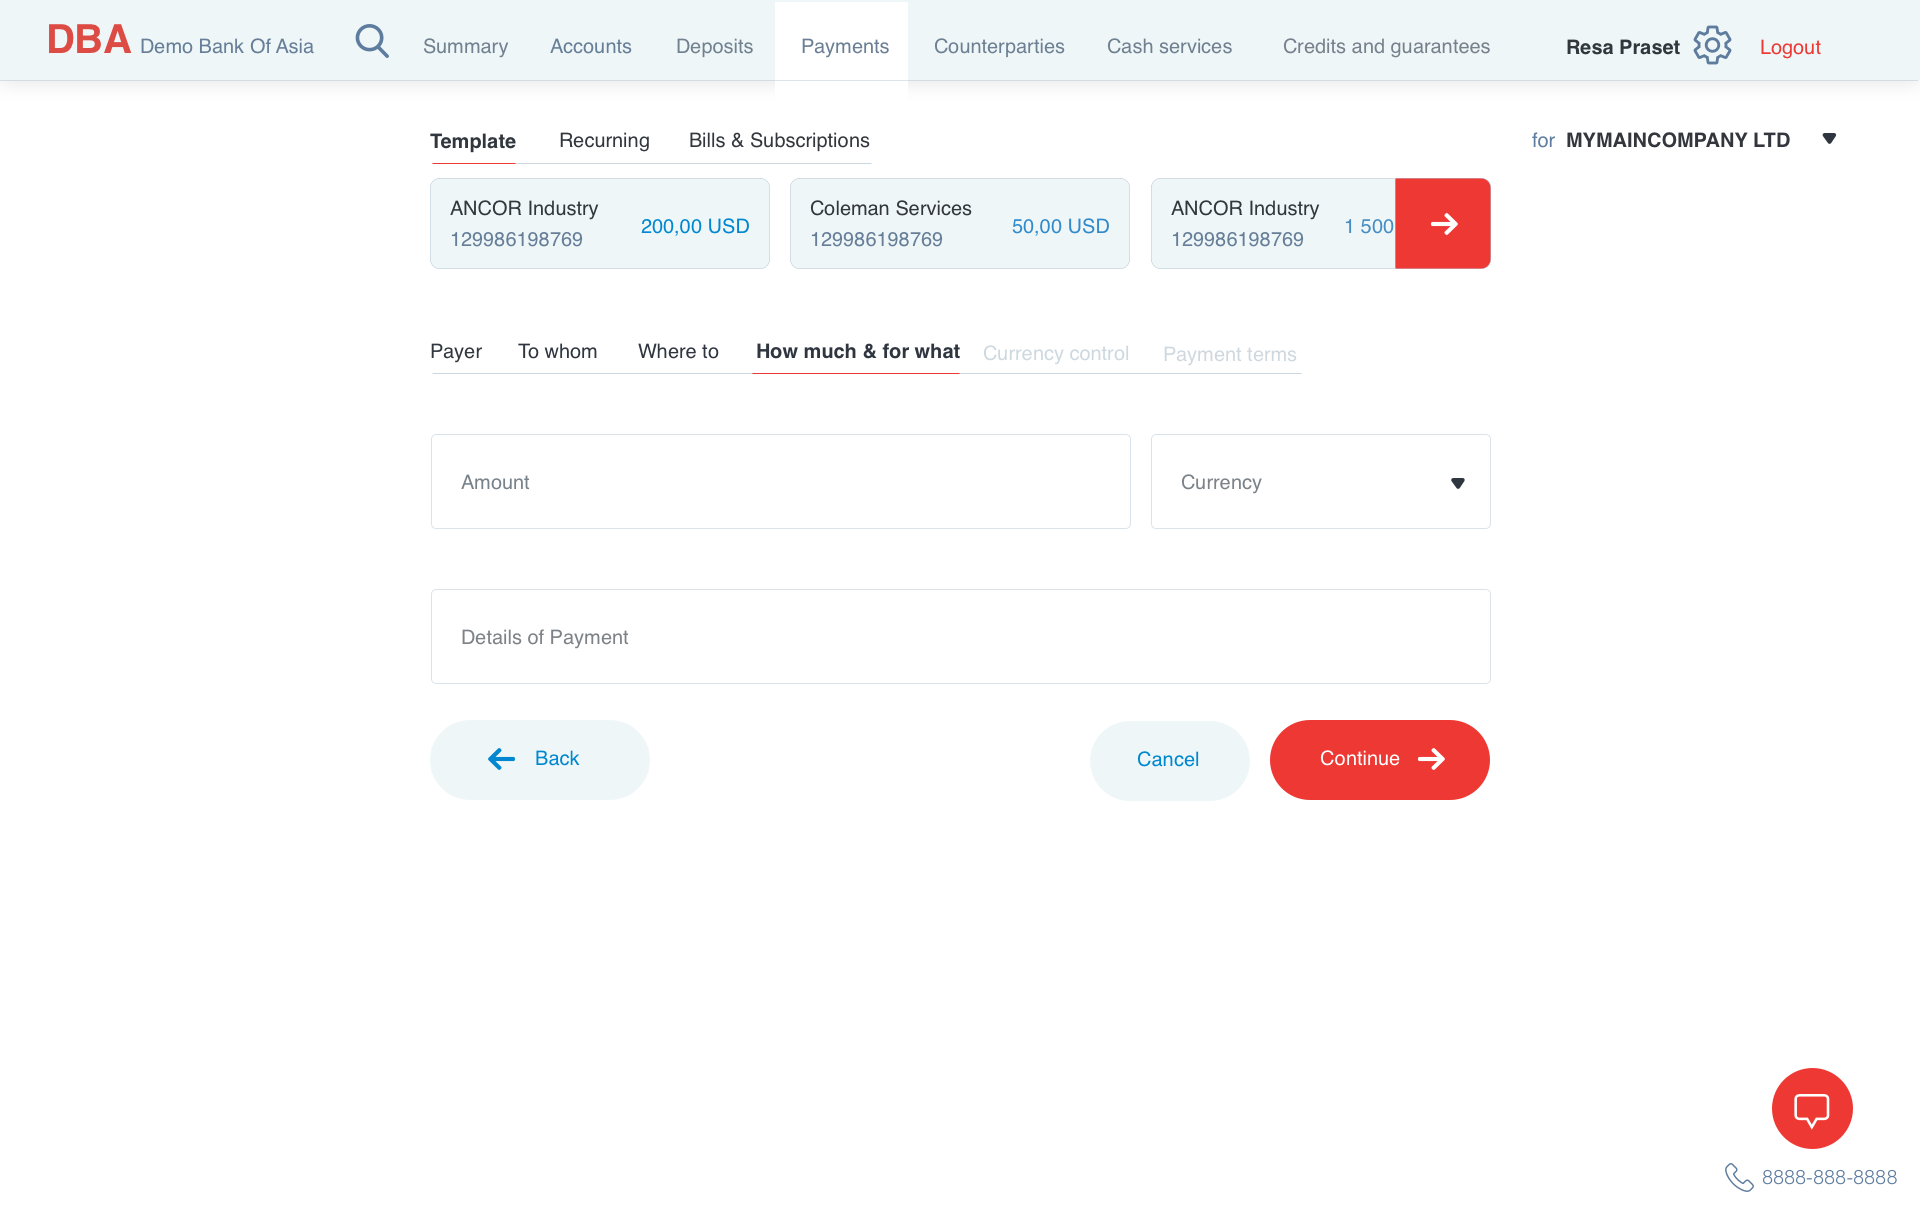 DBA Demo Bank Of Asia
Summary
Accounts
Deposits
Payments
Counterparties
Cash services
Credits and guarantees
Resa Praset
Logout
Template
Recurring
Bills & Subscriptions
for MYMAINCOMPANY LTD
ANCOR Industry
129986198769
200,00 USD
Coleman Services
129986198769
50,00 USD
ANCOR Industry
129986198769
1 500
Payer
To whom
Where to
How much & for what
Currency control
Payment terms
Amount
Currency
Details of Payment
Back
Cancel
Continue
8888-888-8888